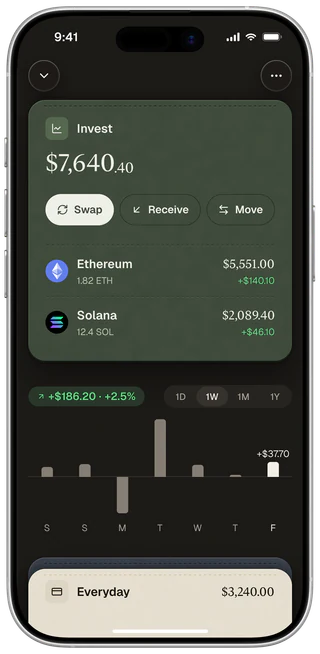 9:41
Invest
$7,640.40
Swap Receive Move
Ethereum $5,551.00
1.82 ETH +$140.10
Solana $2,089.40
12.4 SOL +$46.10
+$186.20 · +2.5% 1D 1W 1M 1Y
+$37.70
S S M T W T F
Everyday $3,240.00